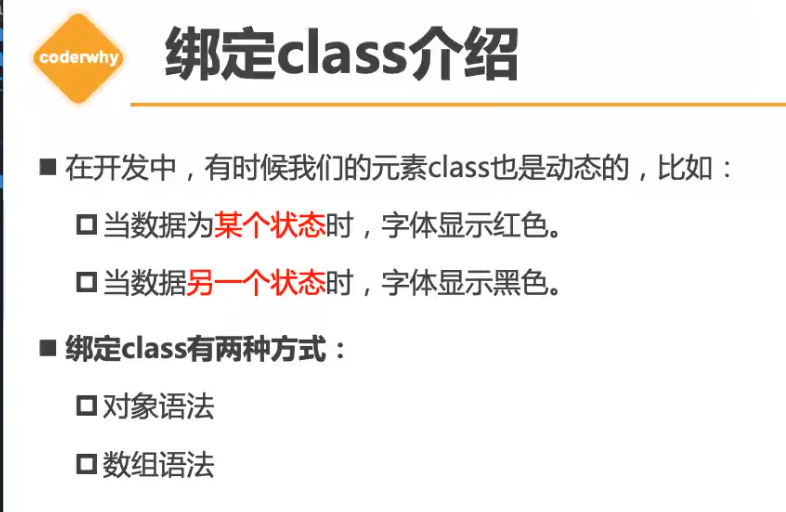 coderwhy
绑定class介绍
在开发中，有时候我们的元素class也是动态的，比如：
当数据为某个状态时，字体显示红色。
当数据另一个状态时，字体显示黑色。
绑定class有两种方式：
对象语法
数组语法